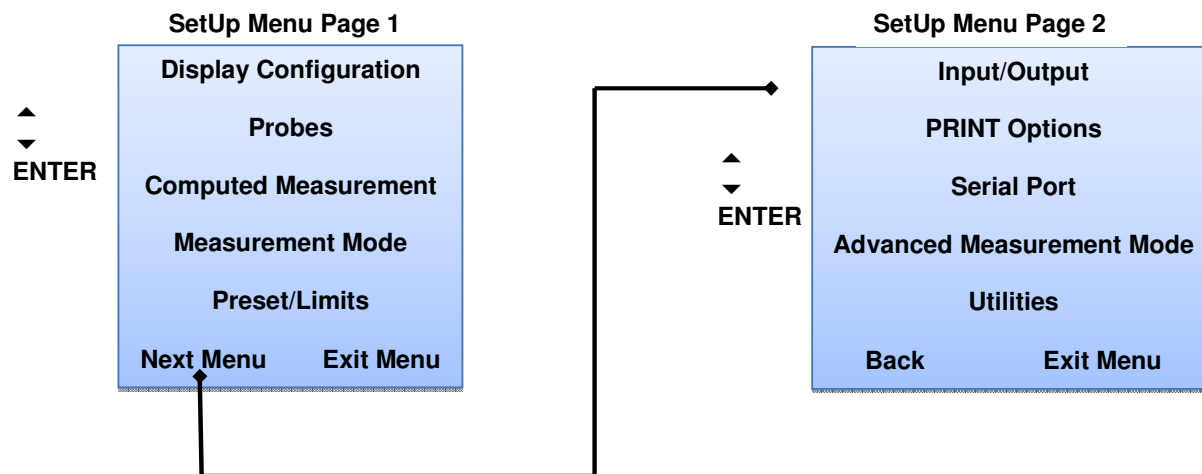 SetUp Menu Page 1
Display Configuration
Probes
ENTER
Computed Measurement
Measurement Mode
Preset/Limits
Next Menu Exit Menu
SetUp Menu Page 2
Input/Output
PRINT Options
Serial Port
ENTER
Advanced Measurement Mode
Utilities
Back Exit Menu